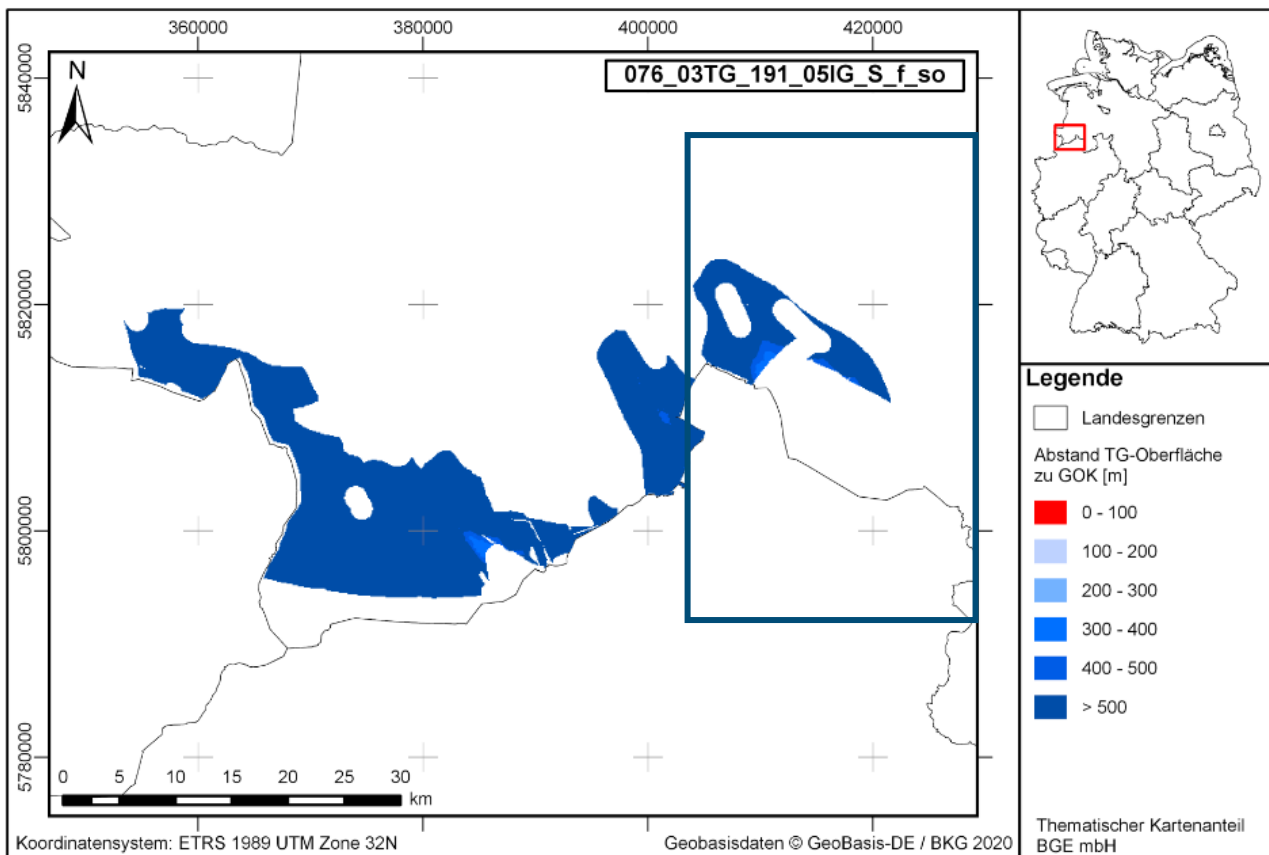 360000
380000
400000
420000
5840000
5820000
5800000
5780000
N
076_03TG_191_05IG_S_f_so
0
5
10
15
20
25
30
km
Koordinatensystem: ETRS 1989 UTM Zone 32N
Geobasisdaten © GeoBasis-DE / BKG 2020
Legende
Landesgrenzen
Abstand TG-Oberfläche
zu GOK [m]
0 - 100
100 - 200
200 - 300
300 - 400
400 - 500
> 500
Thematischer Kartenanteil
BGE mbH